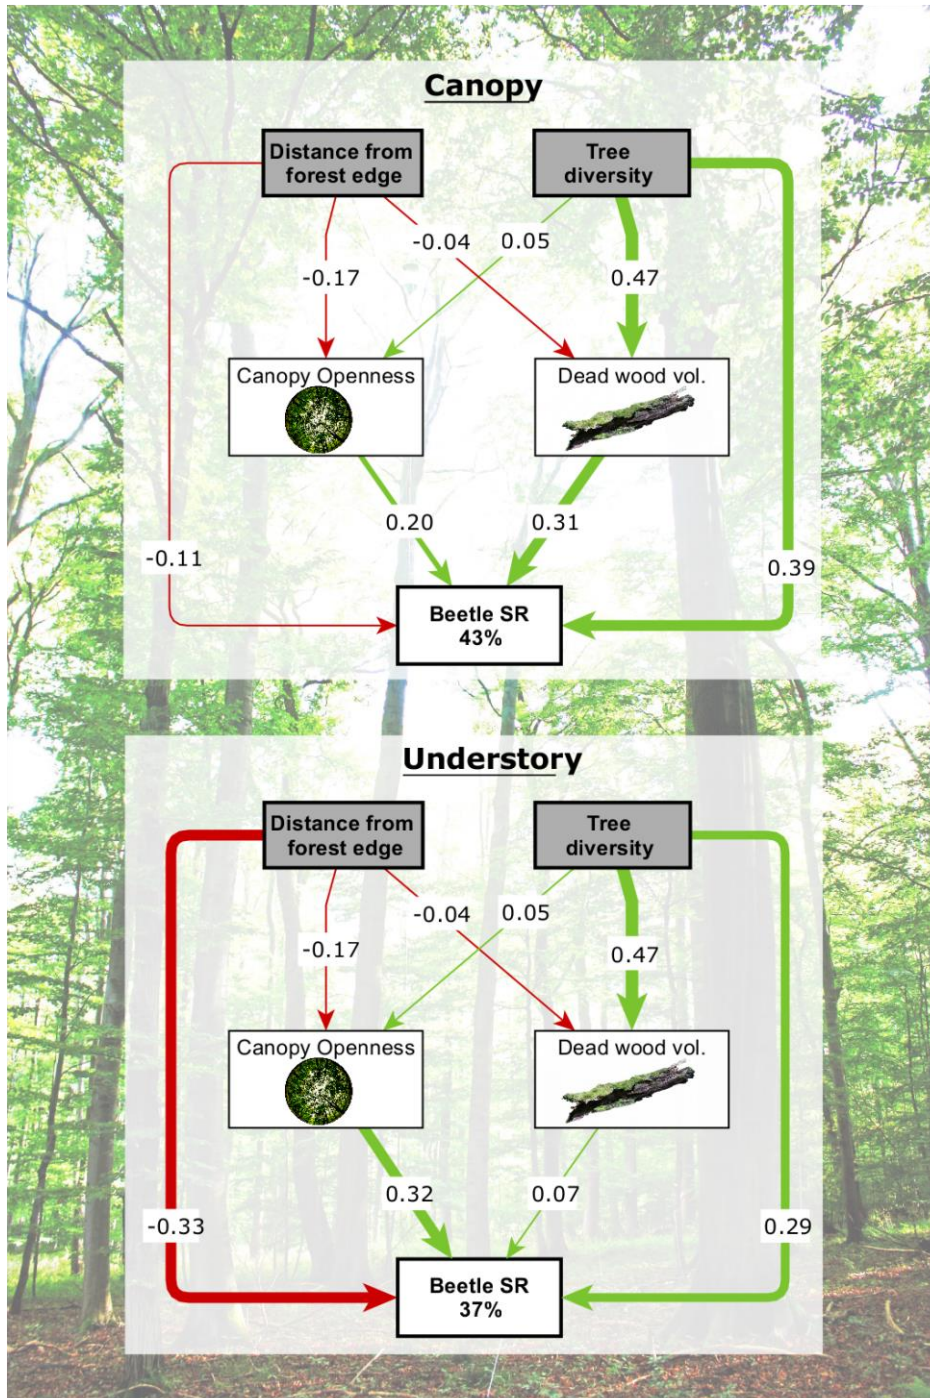 Canopy
Distance from
forest edge
Tree
diversity
-0.04
0.05
-0.17
0.47
Canopy Openness
Dead wood vol.
0.20
0.31
-0.11
0.39
Beetle SR
43%
Understory
Distance from
forest edge
Tree
diversity
-0.04
0.05
-0.17
0.47
Canopy Openness
Dead wood vol.
0.32
0.07
-0.33
0.29
Beetle SR
37%